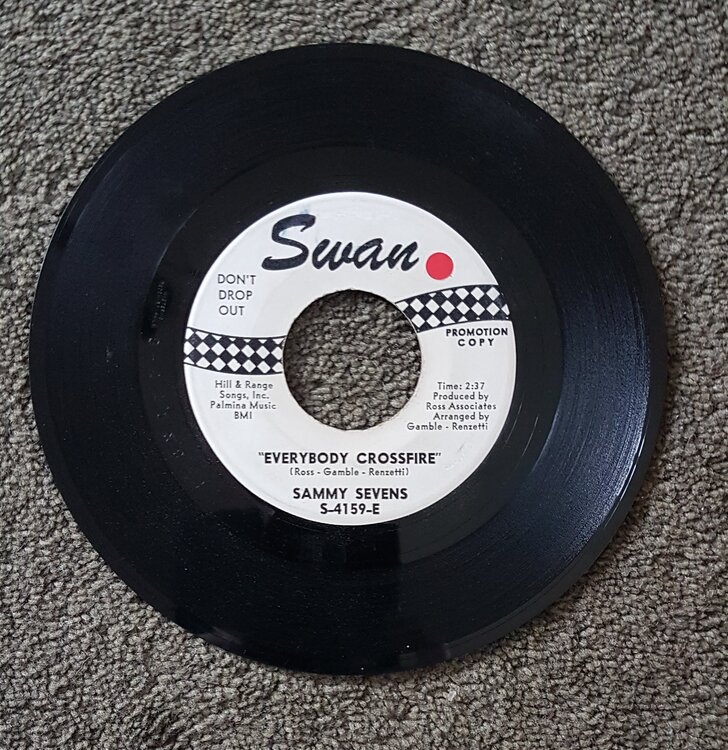 Swan
DON'T
DROP
OUT
PROMOTION
COPY
Hill & Range
Songs, Inc.
Palmina Music
BMI
Time: 2:37
Produced by
Ross Associates
Arranged by
Gamble - Renzetti
"EVERYBODY CROSSFIRE"
(Ross - Gamble - Renzetti)
SAMMY SEVENS
S-4159-E